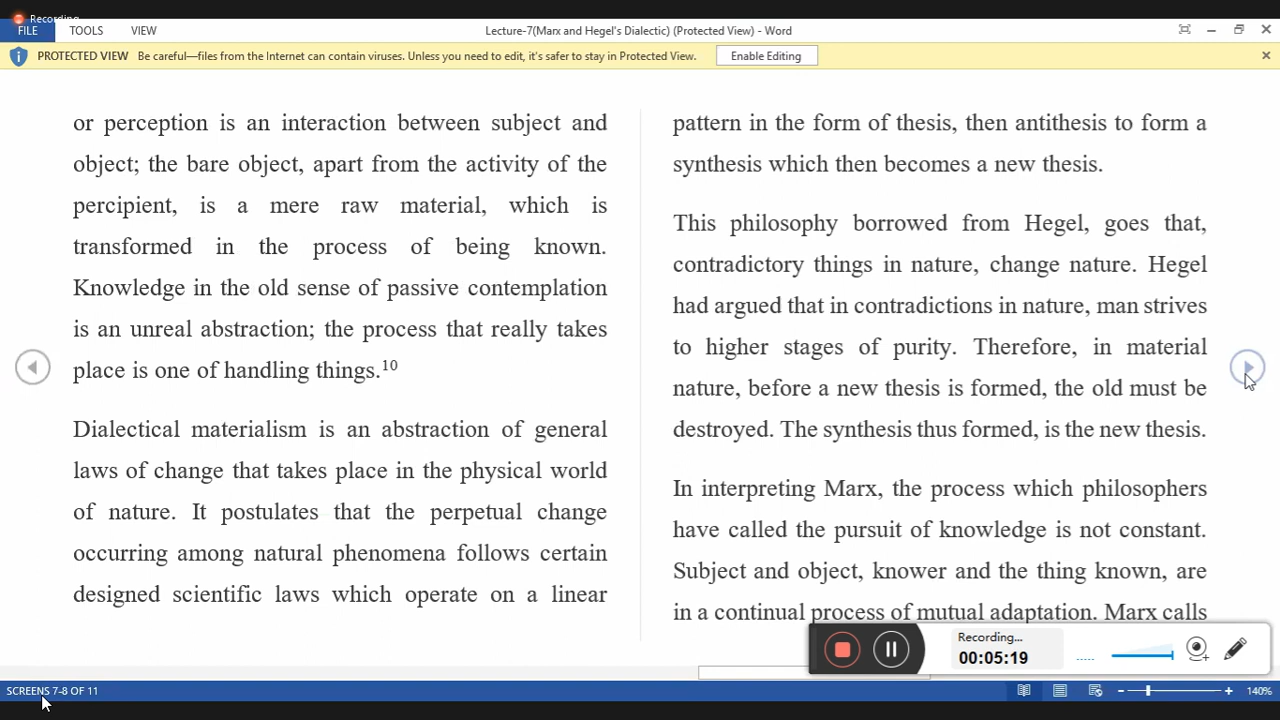 Recording
FILE TOOLS VIEW Lecture-7(Marx and Hegel's Dialectic) (Protected View) - Word
PROTECTED VIEW Be careful—files from the Internet can contain viruses. Unless you need to edit, it's safer to stay in Protected View. Enable Editing
or perception is an interaction between subject and
object; the bare object, apart from the activity of the
percipient, is a mere raw material, which is
transformed in the process of being known.
Knowledge in the old sense of passive contemplation
is an unreal abstraction; the process that really takes
place is one of handling things.¹⁰
Dialectical materialism is an abstraction of general
laws of change that takes place in the physical world
of nature. It postulates that the perpetual change
occurring among natural phenomena follows certain
designed scientific laws which operate on a linear
pattern in the form of thesis, then antithesis to form a
synthesis which then becomes a new thesis.
This philosophy borrowed from Hegel, goes that,
contradictory things in nature, change nature. Hegel
had argued that in contradictions in nature, man strives
to higher stages of purity. Therefore, in material
nature, before a new thesis is formed, the old must be
destroyed. The synthesis thus formed, is the new thesis.
In interpreting Marx, the process which philosophers
have called the pursuit of knowledge is not constant.
Subject and object, knower and the thing known, are
in a continual process of mutual adaptation. Marx calls
Recording...
00:05:19
SCREENS 7-8 OF 11
140%